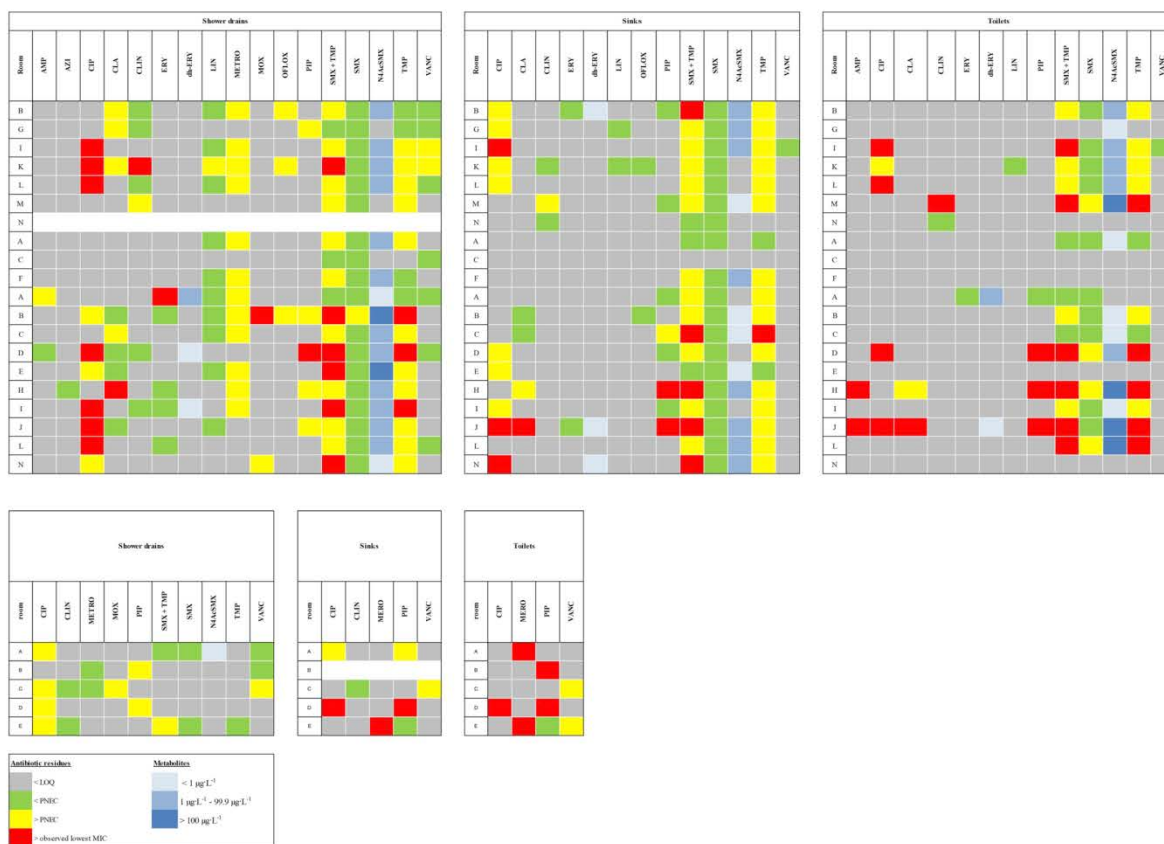 Shower drains
Room AMP AZI CIP CLA CLIN ERY dh-ERY LIN METRO MOX OFLOX PIP SMX + TMP SMX N4AcSMX TMP VANC
B
G
I
K
L
M
N
A
C
F
A
B
C
D
E
H
I
J
L
N
Sinks
Room CIP CLA CLIN ERY dh-ERY LIN OFLOX PIP SMX + TMP SMX N4AcSMX TMP VANC
B
G
I
K
L
M
N
A
C
F
A
B
C
D
E
H
I
J
L
N
Toilets
Room AMP CIP CLA CLIN ERY dh-ERY LIN PIP SMX + TMP SMX N4AcSMX TMP VANC
B
G
I
K
L
M
N
A
C
F
A
B
C
D
E
H
I
J
L
N
Shower drains
room CIP CLIN METRO MOX PIP SMX + TMP SMX N4AcSMX TMP VANC
A
B
C
D
E
Sinks
room CIP CLIN MERO PIP VANC
A
B
C
D
E
Toilets
room CIP MERO PIP VANC
A
B
C
D
E
Antibiotic residues
< LOQ
< PNEC
> PNEC
> observed lowest MIC
Metabolites
< 1 µg·L⁻¹
1 µg·L⁻¹ - 99.9 µg·L⁻¹
> 100 µg·L⁻¹